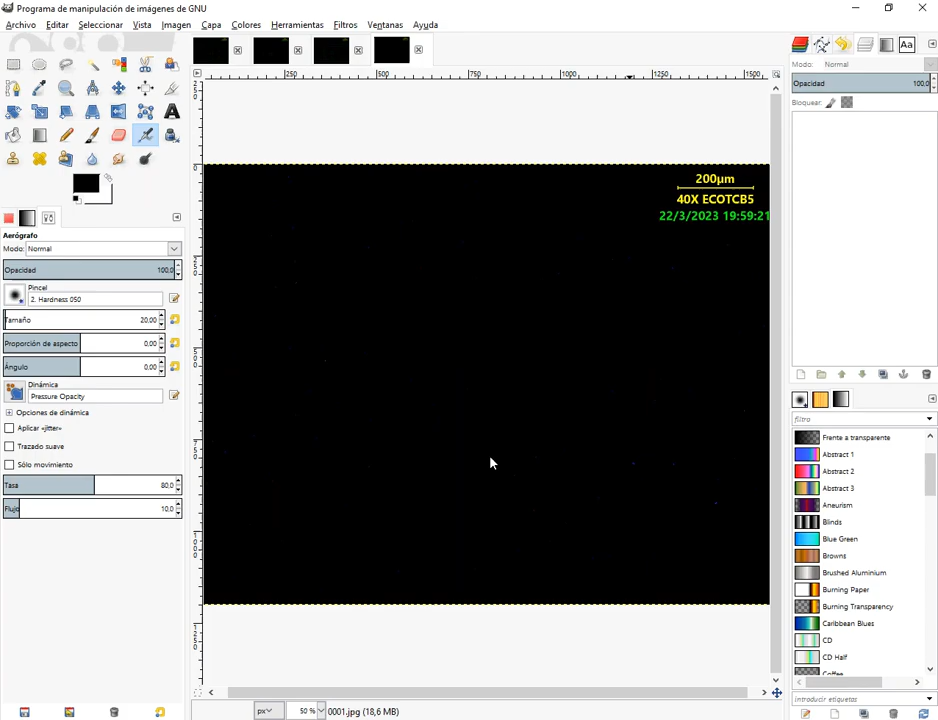 Programa de manipulación de imágenes de GNU
Archivo Editar Seleccionar Vista Imagen Capa Colores Herramientas Filtros Ventanas Ayuda
250 500 750 1000 1250 1500
200µm
40X ECOTCB5
22/3/2023 19:59:21
Aerógrafo
Modo: Normal
Opacidad 100,0
Pincel
2. Hardness 050
Tamaño 20,00
Proporción de aspecto 0,00
Ángulo 0,00
Dinámica
Pressure Opacity
Opciones de dinámica
Aplicar «jitter»
Trazado suave
Sólo movimiento
Tasa 80,0
Flujo 10,0
px 50 % 0001.jpg (18,6 MB)
Modo: Normal
Opacidad 100,0
Bloquear:
filtro
Frente a transparente
Abstract 1
Abstract 2
Abstract 3
Aneurism
Blinds
Blue Green
Browns
Brushed Aluminium
Burning Paper
Burning Transparency
Caribbean Blues
CD
CD Half
introducir etiquetas